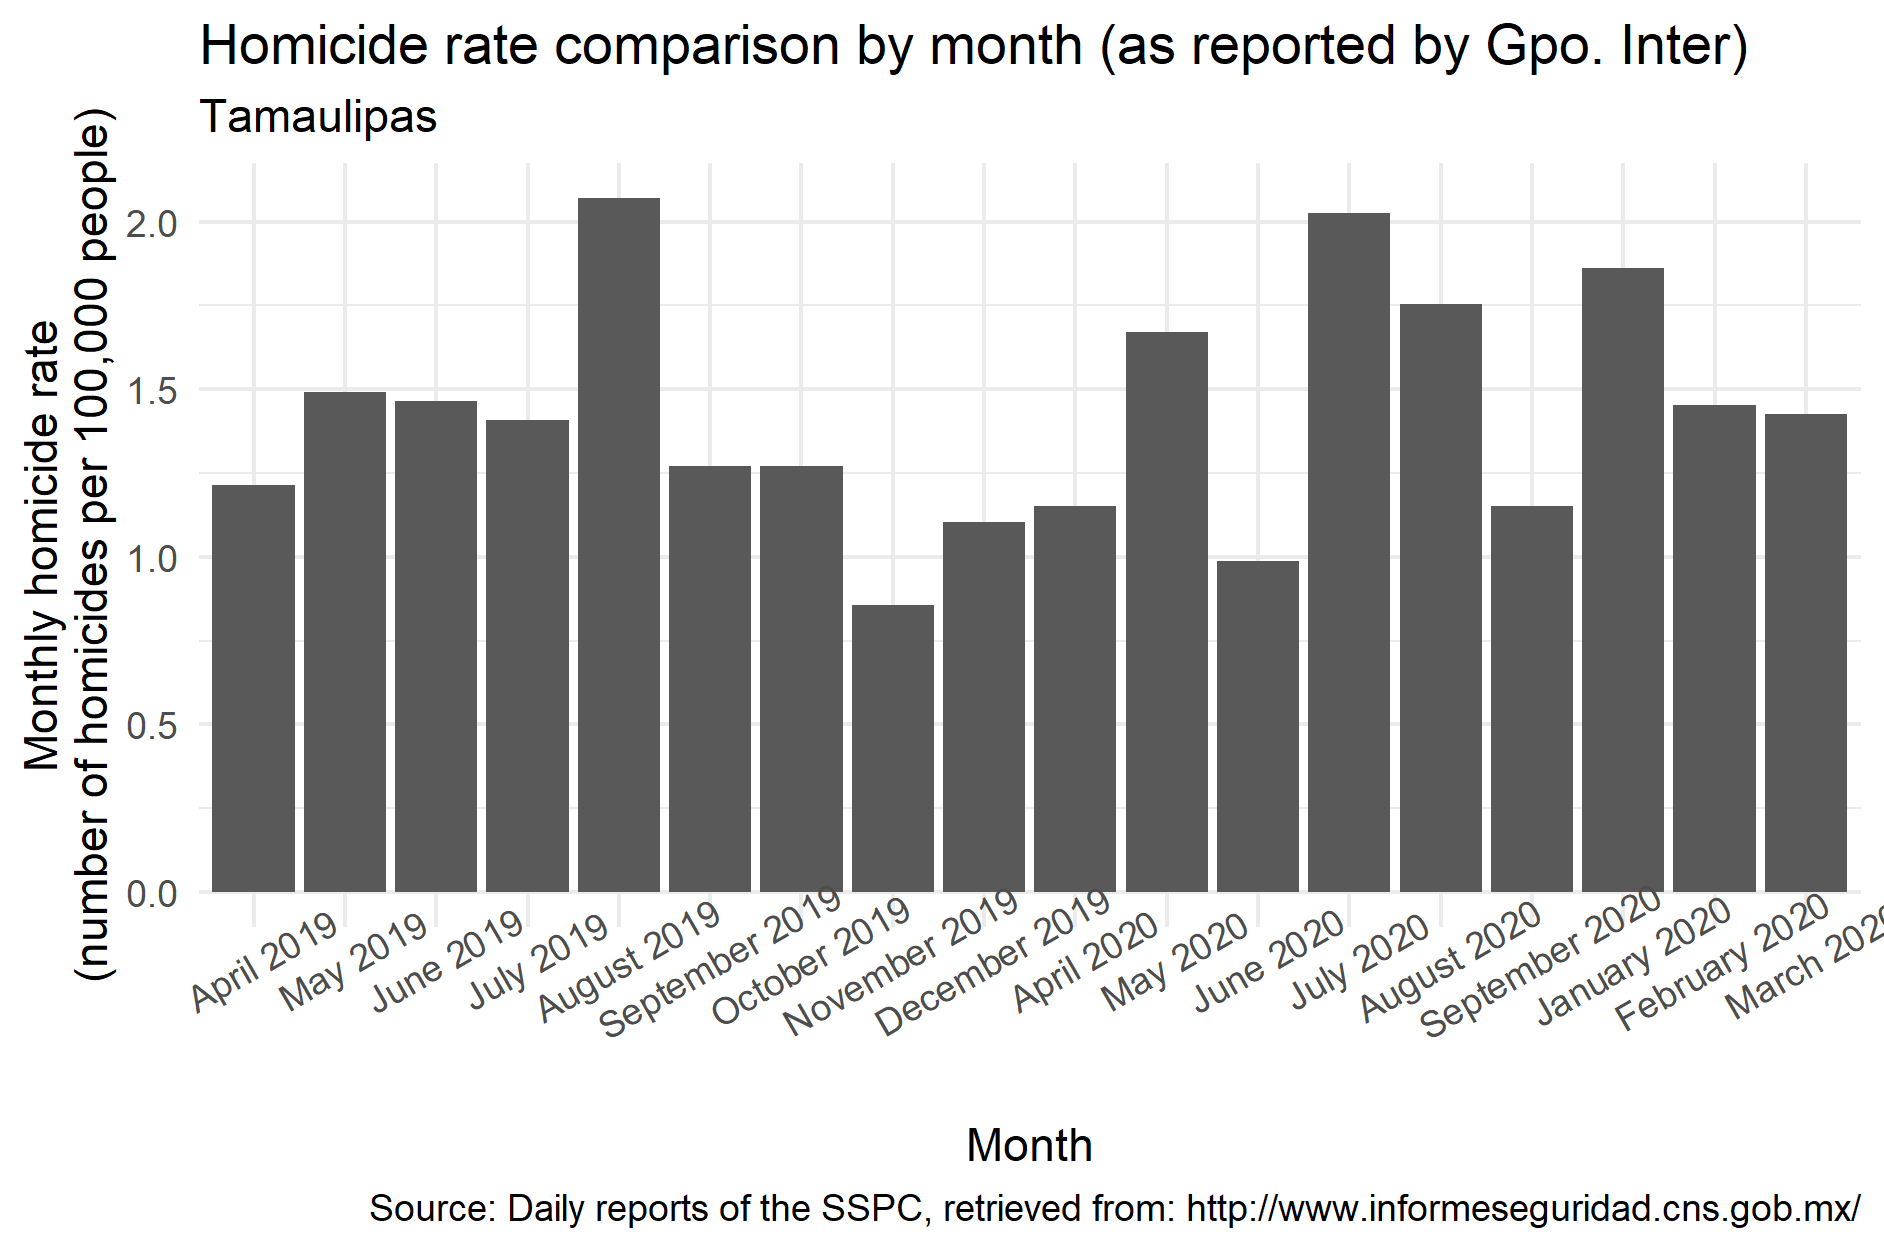 Homicide rate comparison by month (as reported by Gpo. Inter)
Tamaulipas
Monthly homicide rate
(number of homicides per 100,000 people)
2.0
1.5
1.0
0.5
0.0
April 2019
May 2019
June 2019
July 2019
August 2019
September 2019
October 2019
November 2019
December 2019
April 2020
May 2020
June 2020
July 2020
August 2020
September 2020
January 2020
February 2020
March 2020
Month
Source: Daily reports of the SSPC, retrieved from: http://www.informeseguridad.cns.gob.mx/